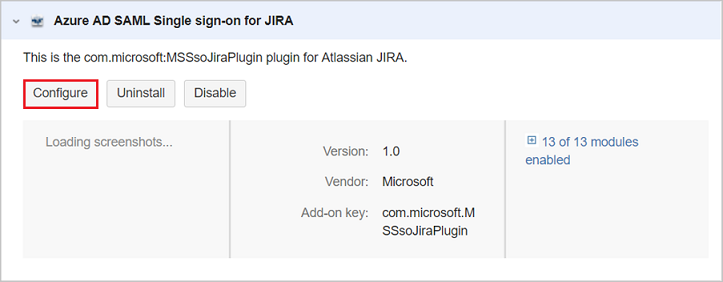 Azure AD SAML Single sign-on for JIRA
This is the com.microsoft:MSSsoJiraPlugin plugin for Atlassian JIRA.
Configure Uninstall Disable
Loading screenshots...
Version: 1.0
Vendor: Microsoft
Add-on key: com.microsoft.M
SSsoJiraPlugin
13 of 13 modules
enabled